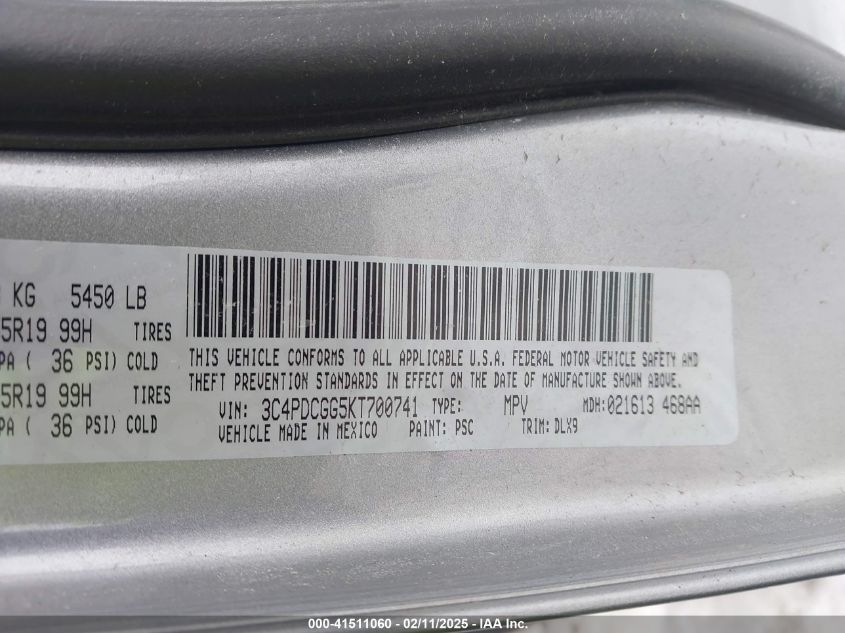 KG 5450 LB
5R19 99H TIRES
PA ( 36 PSI) COLD
5R19 99H TIRES
PA ( 36 PSI) COLD
THIS VEHICLE CONFORMS TO ALL APPLICABLE U.S.A. FEDERAL MOTOR VEHICLE SAFETY AND
THEFT PREVENTION STANDARDS IN EFFECT ON THE DATE OF MANUFACTURE SHOWN ABOVE.
VIN: 3C4PDCGG5KT700741 TYPE: MPV MDH:021613 468AA
VEHICLE MADE IN MEXICO PAINT: PSC TRIM: DLX9
000-41511060 - 02/11/2025 - IAA Inc.